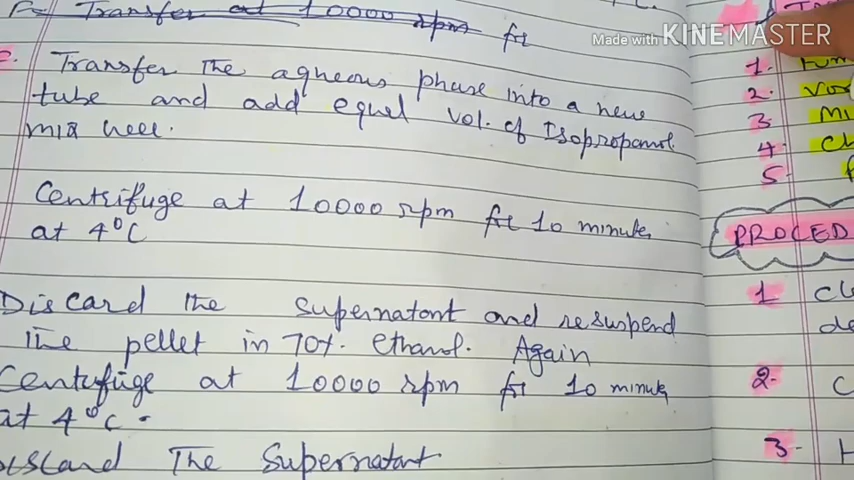 Transfer at 10000 rpm for
Made with KINEMASTER
c. Transfer The aqueous phase into a new
tube and add equal vol. of Isopropanol.
mix well.
Centrifuge at 10000 rpm for 10 minute
at 4°C
Discard the supernatant and resuspend
The pellet in 70%. ethanol. Again
Centrifuge at 10000 rpm for 10 minute
at 4°C.
Discard The Supernatant
1.
2.
3.
4.
5.
PROCED
1
2.
3.